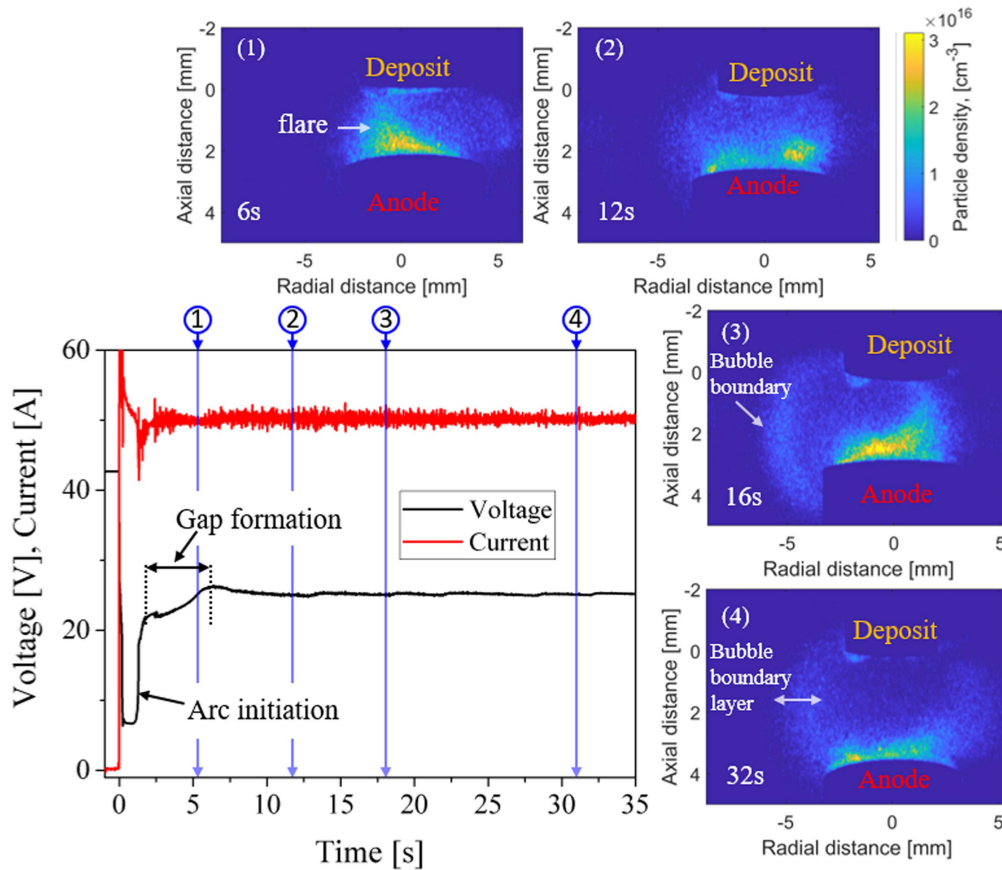 (1)
Deposit
flare
Anode
6s
-2
0
2
4
Axial distance [mm]
-5
0
5
Radial distance [mm]
(2)
Deposit
Anode
12s
-2
0
2
4
Axial distance [mm]
-5
0
5
Radial distance [mm]
×10^16
3
2
1
0
Particle density, [cm^-3]
1
2
3
4
60
40
20
0
Voltage [V], Current [A]
Gap formation
Voltage
Current
Arc initiation
0
5
10
15
20
25
30
35
Time [s]
(3)
Deposit
Bubble
boundary
Anode
16s
-2
0
2
4
Axial distance [mm]
-5
0
5
Radial distance [mm]
(4)
Deposit
Bubble
boundary
layer
Anode
32s
-2
0
2
4
Axial distance [mm]
-5
0
5
Radial distance [mm]